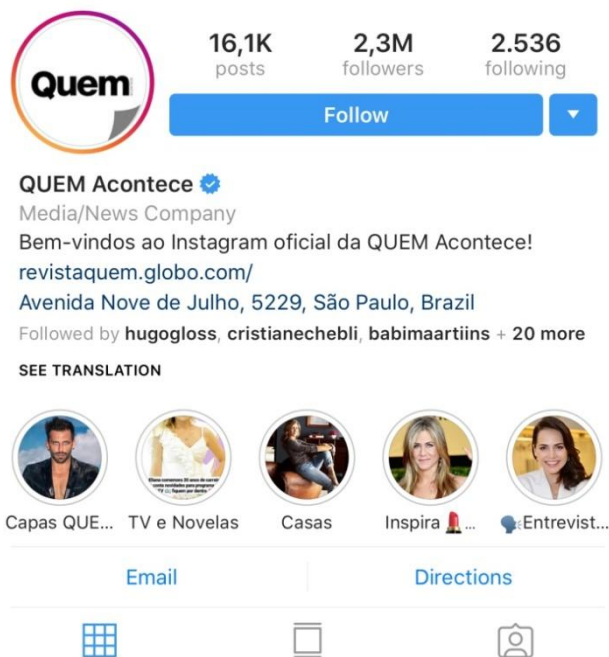 Quem
16,1K 2,3M 2.536
posts followers following
Follow
QUEM Acontece
Media/News Company
Bem-vindos ao Instagram oficial da QUEM Acontece!
revistaquem.globo.com/
Avenida Nove de Julho, 5229, São Paulo, Brazil
Followed by hugogloss, cristianechebli, babimaartiins + 20 more
SEE TRANSLATION
Capas QUE... TV e Novelas Casas Inspira 💄... 🗣Entrevist...
Email Directions